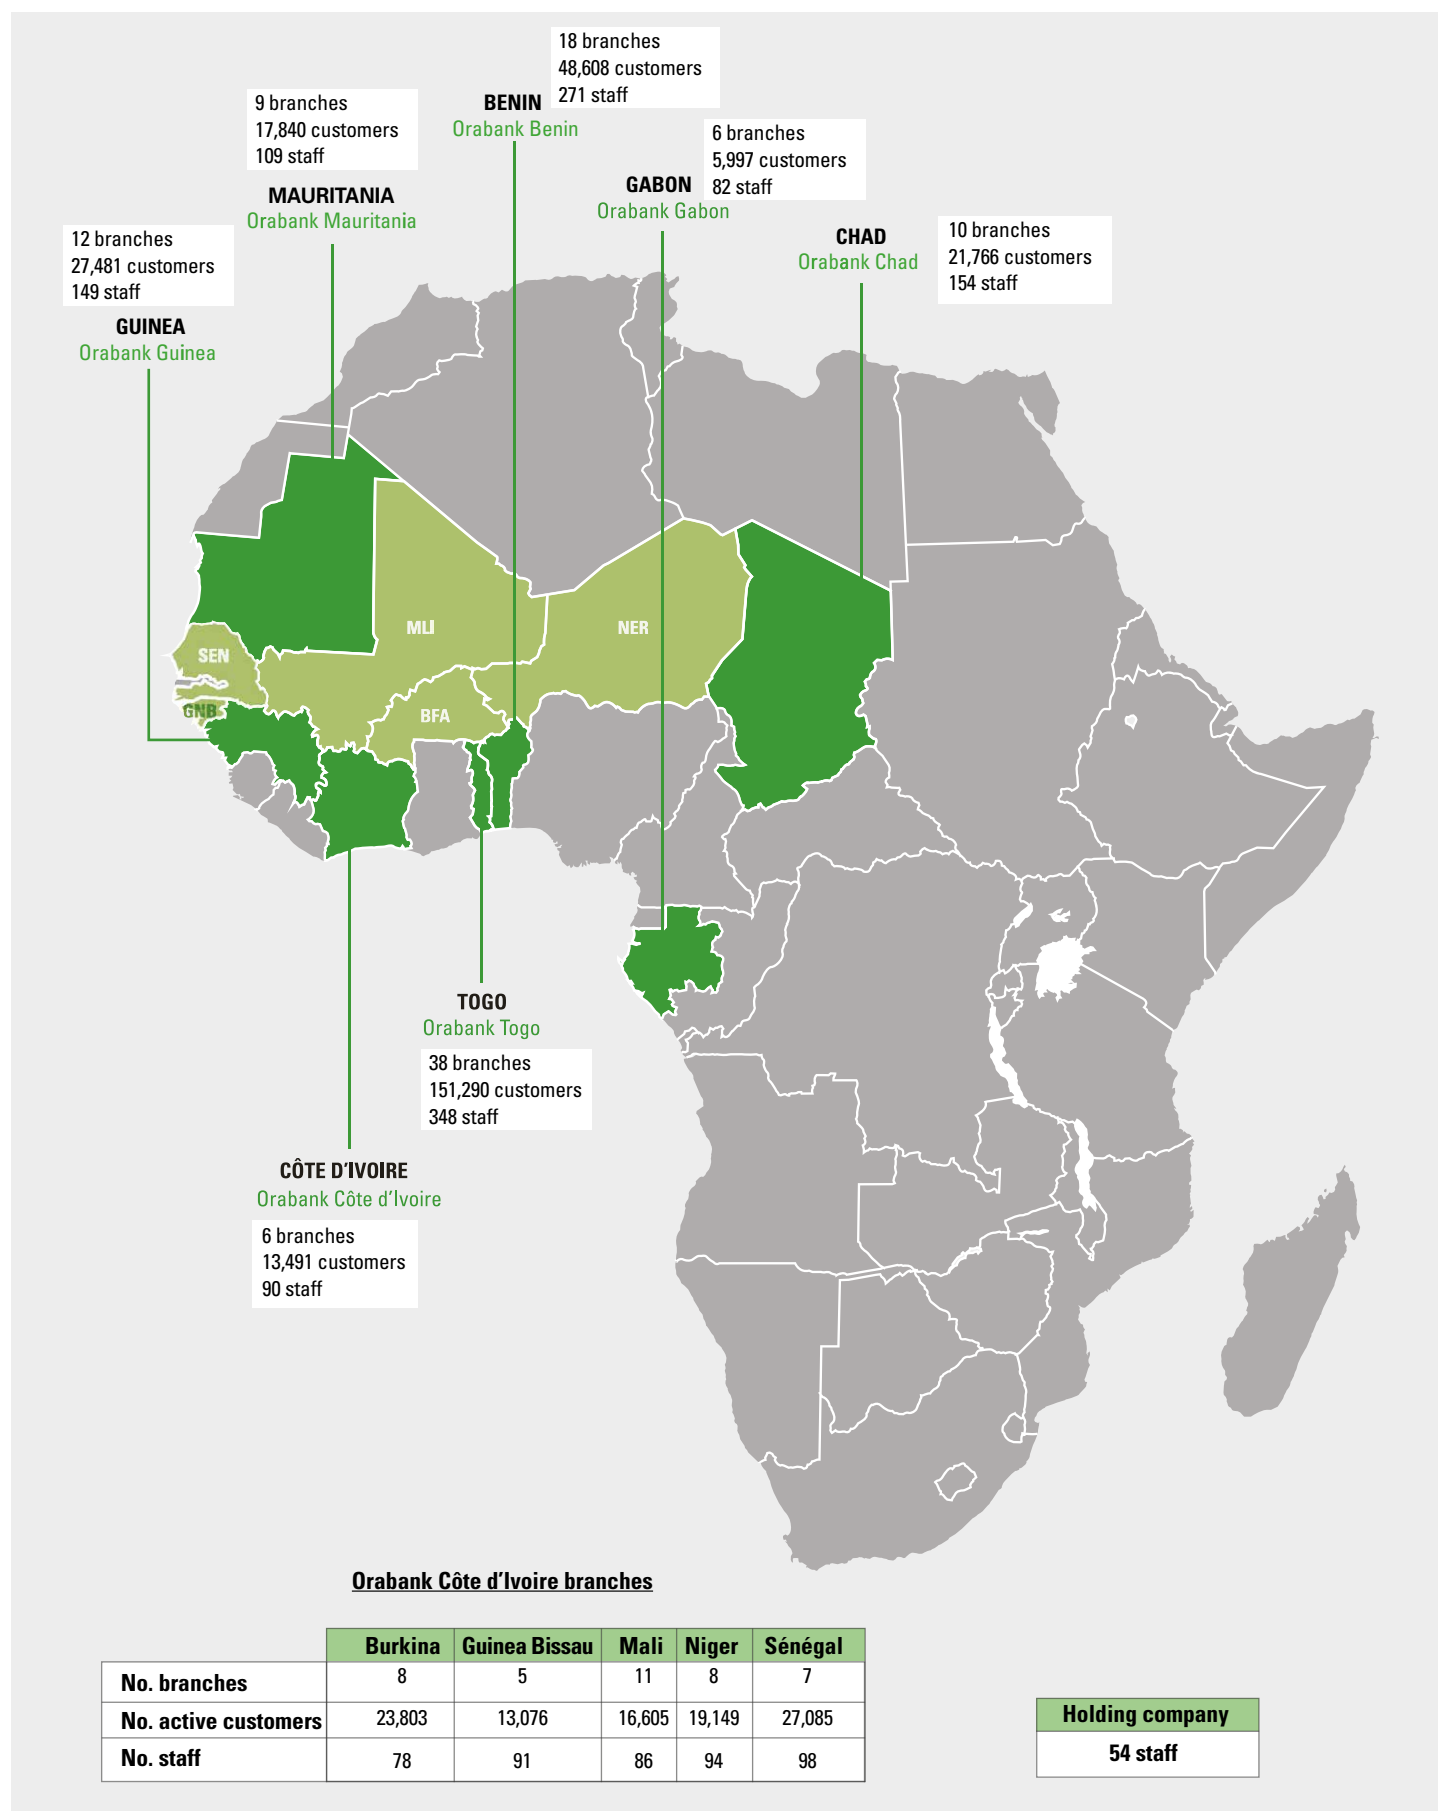 18 branches
48,608 customers
271 staff
BENIN
Orabank Benin
9 branches
17,840 customers
109 staff
MAURITANIA
Orabank Mauritania
6 branches
5,997 customers
82 staff
GABON
Orabank Gabon
12 branches
27,481 customers
149 staff
GUINEA
Orabank Guinea
10 branches
21,766 customers
154 staff
CHAD
Orabank Chad
MLI
NER
SEN
GNB
BFA
TOGO
Orabank Togo
38 branches
151,290 customers
348 staff
CÔTE D'IVOIRE
Orabank Côte d'Ivoire
6 branches
13,491 customers
90 staff
Orabank Côte d'Ivoire branches
Burkina Guinea Bissau Mali Niger Sénégal
No. branches 8 5 11 8 7
No. active customers 23,803 13,076 16,605 19,149 27,085
No. staff 78 91 86 94 98
Holding company
54 staff